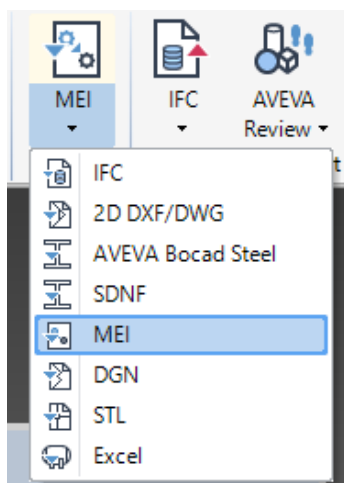 MEI
IFC
AVEVA
Review
t
IFC
2D DXF/DWG
AVEVA Bocad Steel
SDNF
MEI
DGN
STL
Excel